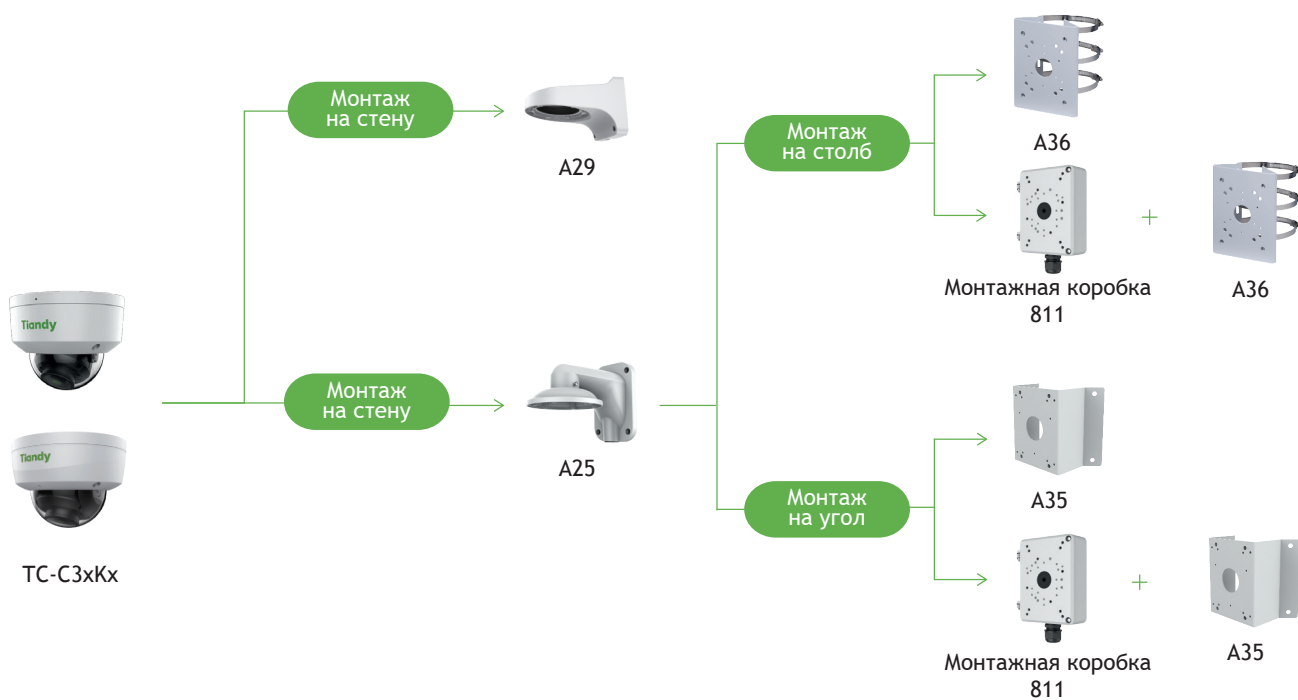 Монтаж
на стену
A29
Монтаж
на столб
A36
Монтажная коробка
811
+
A36
Tiandy
Tiandy
TC-C3xKx
Монтаж
на стену
A25
Монтаж
на угол
A35
Монтажная коробка
811
+
A35